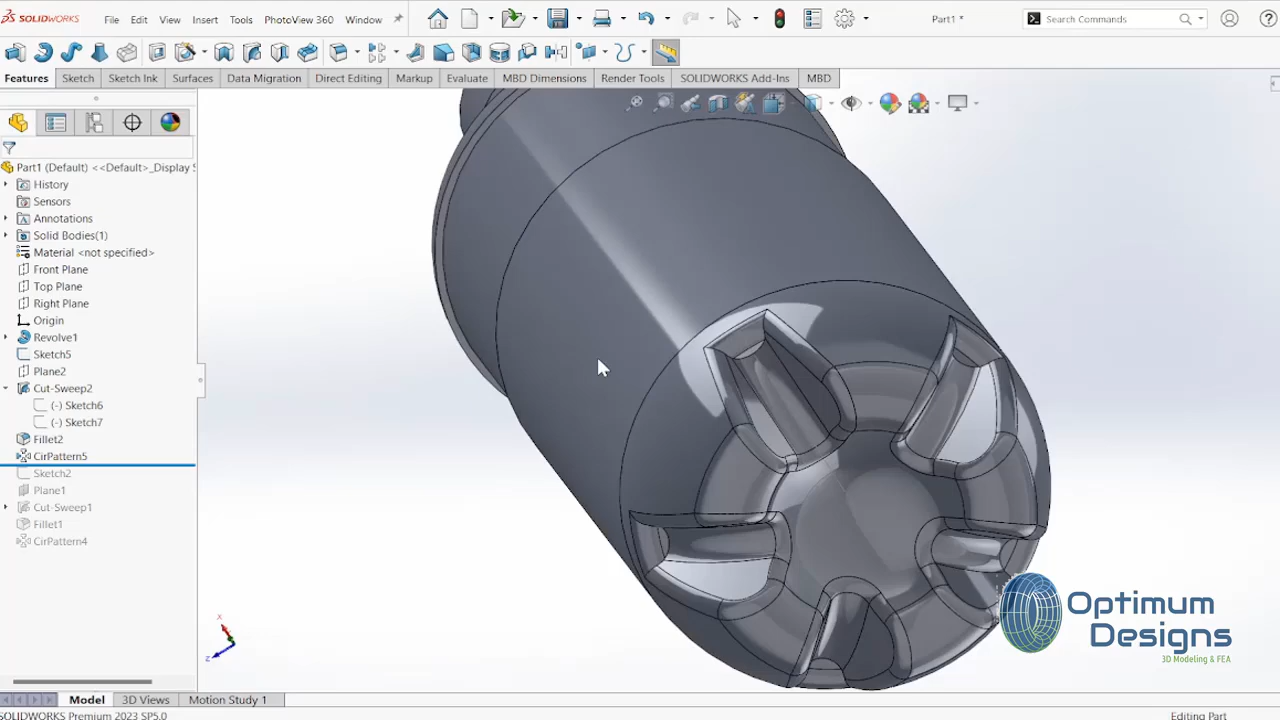 SOLIDWORKS
File Edit View Insert Tools PhotoView 360 Window
Part1 *
Search Commands
Features Sketch Sketch Ink Surfaces Data Migration Direct Editing Markup Evaluate MBD Dimensions Render Tools SOLIDWORKS Add-Ins MBD
Part1 (Default) <<Default>_Display S
History
Sensors
Annotations
Solid Bodies(1)
Material <not specified>
Front Plane
Top Plane
Right Plane
Origin
Revolve1
Sketch5
Plane2
Cut-Sweep2
(-) Sketch6
(-) Sketch7
Fillet2
CirPattern5
Sketch2
Plane1
Cut-Sweep1
Fillet1
CirPattern4
x
z
Optimum
Designs
3D Modeling & FEA
Model 3D Views Motion Study 1
SOLIDWORKS Premium 2023 SP5.0
Editing Part